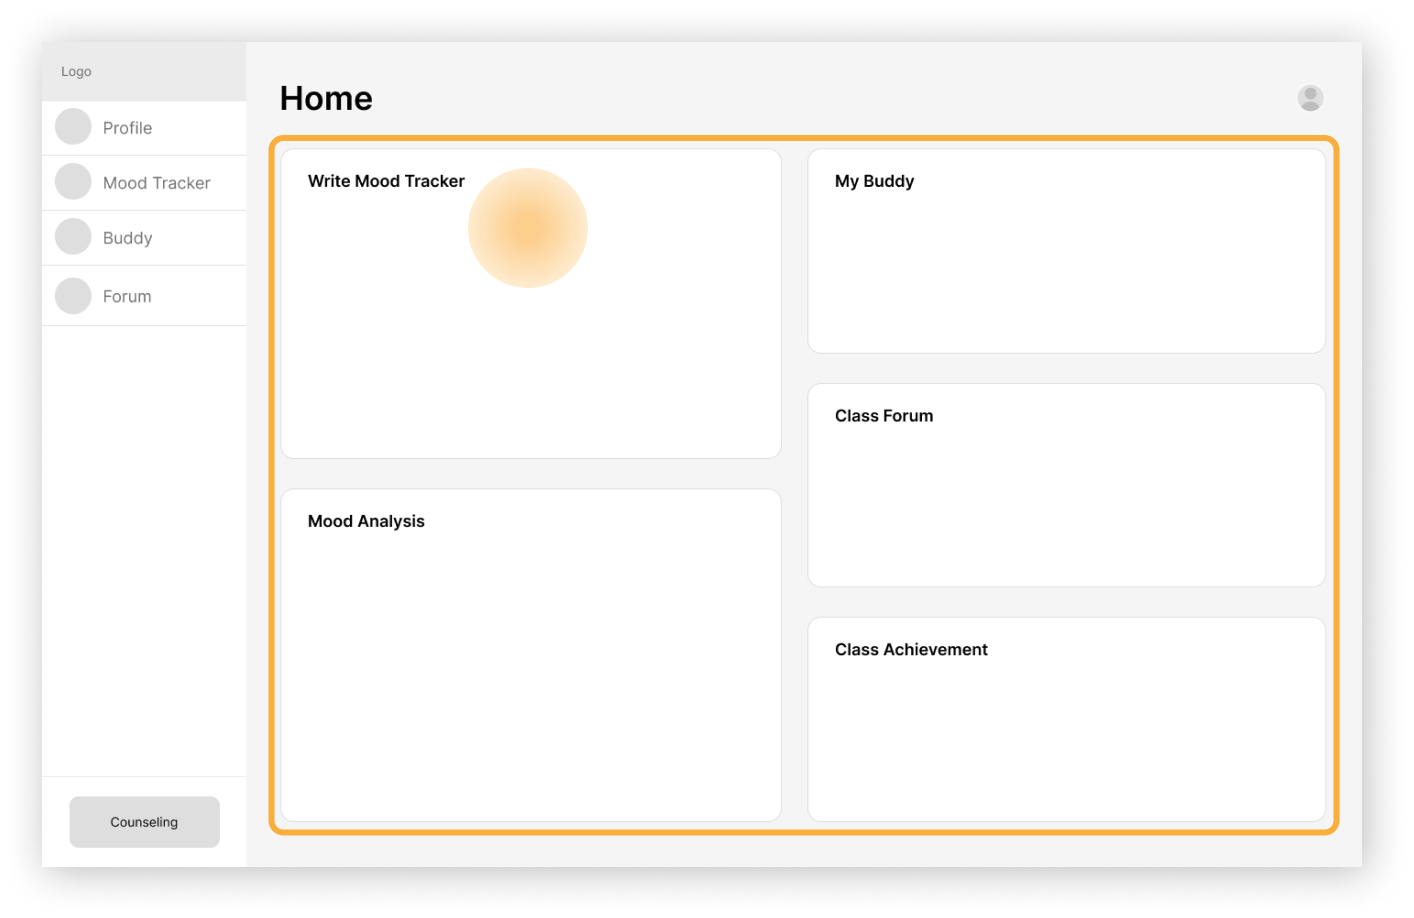 Logo
Profile
Mood Tracker
Buddy
Forum
Counseling
Home
Write Mood Tracker
Mood Analysis
My Buddy
Class Forum
Class Achievement